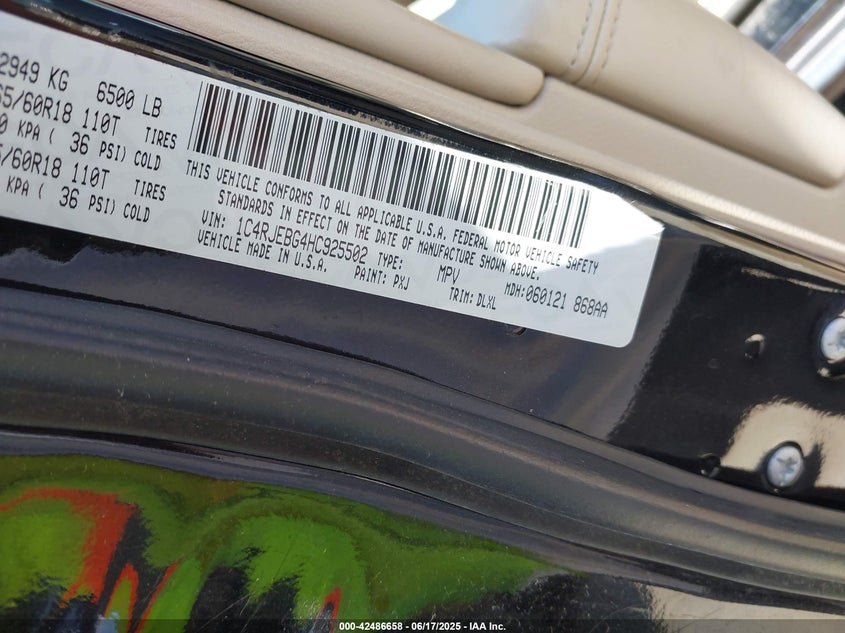 2949 KG 6500 LB
65/60R18 110T TIRES
0 KPA ( 36 PSI) COLD
5/60R18 110T TIRES
KPA ( 36 PSI) COLD
THIS VEHICLE CONFORMS TO ALL APPLICABLE U.S.A. FEDERAL MOTOR VEHICLE SAFETY
STANDARDS IN EFFECT ON THE DATE OF MANUFACTURE SHOWN ABOVE.
VIN: 1C4RJEBG4HC925502 TYPE: MPV MDH:060121 868AA
VEHICLE MADE IN U.S.A. PAINT: PXJ TRIM: DLXL
000-42486658 - 06/17/2025 - IAA Inc.